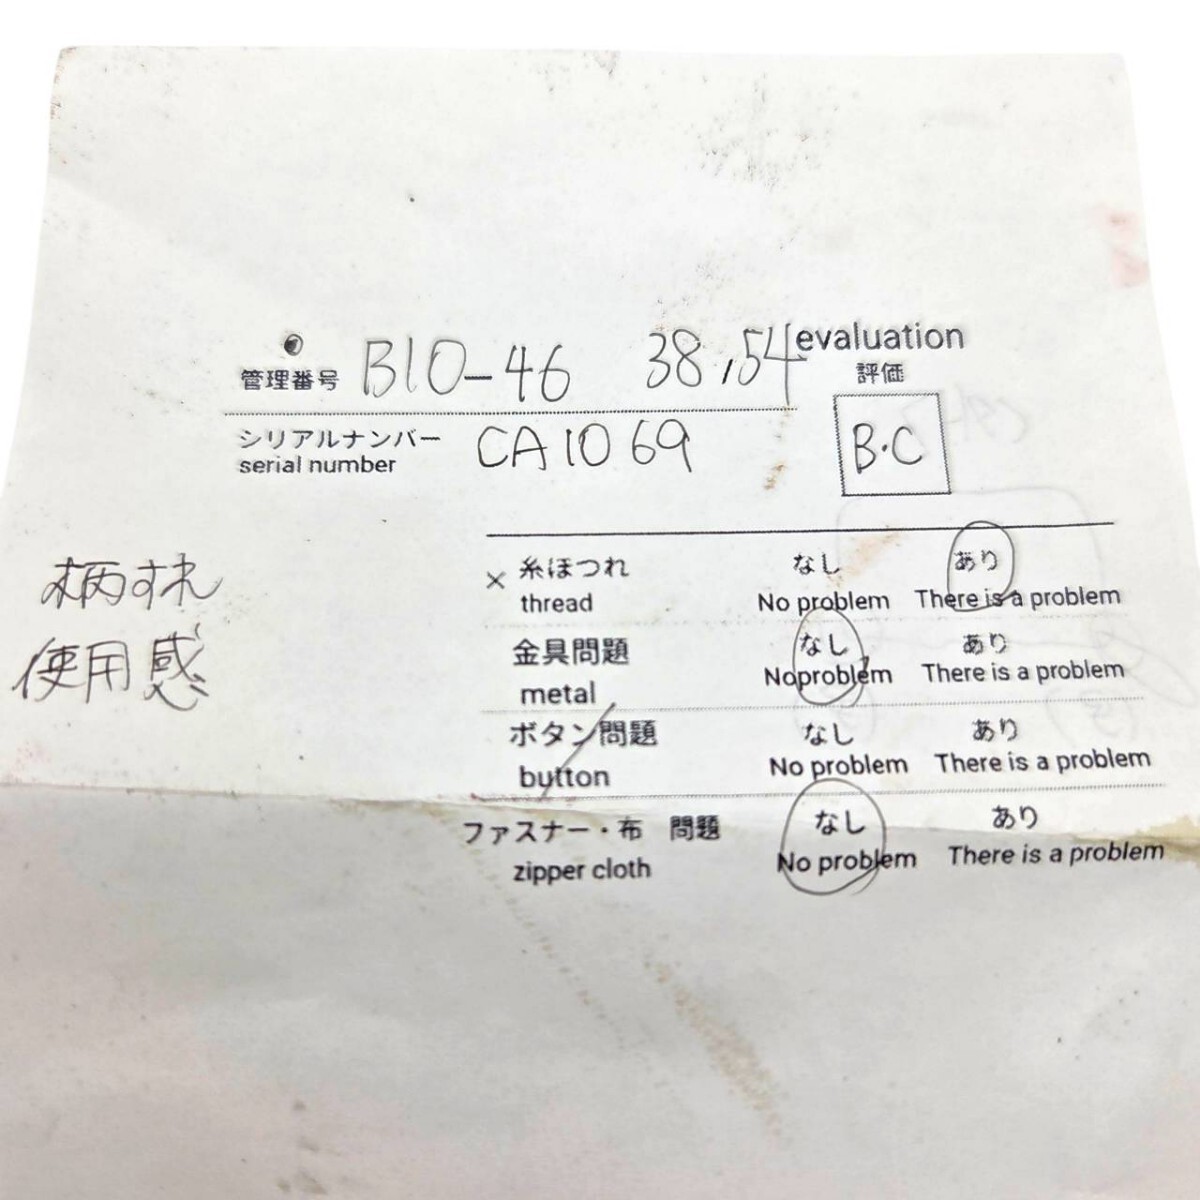 管理番号 B10-46 38,54
evaluation
評価
シリアルナンバー
serial number CA1069
B・C
柄すれ
使用感
× 糸ほつれ なし あり
thread No problem There is a problem
金具問題 なし あり
metal Noproblem There is a problem
ボタン問題 なし あり
button No problem There is a problem
ファスナー・布 問題 なし あり
zipper cloth No problem There is a problem